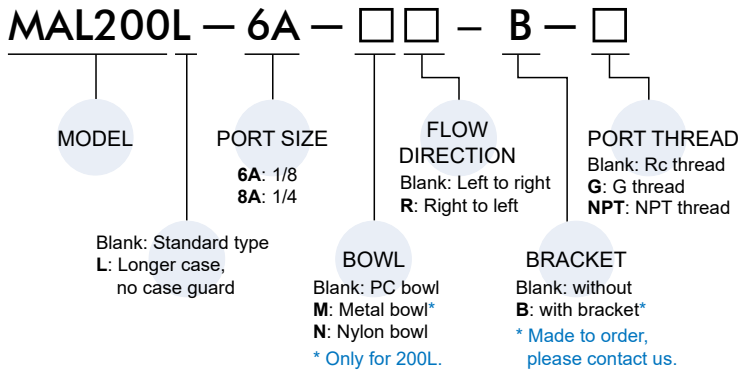 MAL200L – 6A – □□ – B – □
MODEL
Blank: Standard type
L: Longer case,
no case guard
PORT SIZE
6A: 1/8
8A: 1/4
BOWL
Blank: PC bowl
M: Metal bowl*
N: Nylon bowl
* Only for 200L.
FLOW
DIRECTION
Blank: Left to right
R: Right to left
BRACKET
Blank: without
B: with bracket*
* Made to order,
please contact us.
PORT THREAD
Blank: Rc thread
G: G thread
NPT: NPT thread